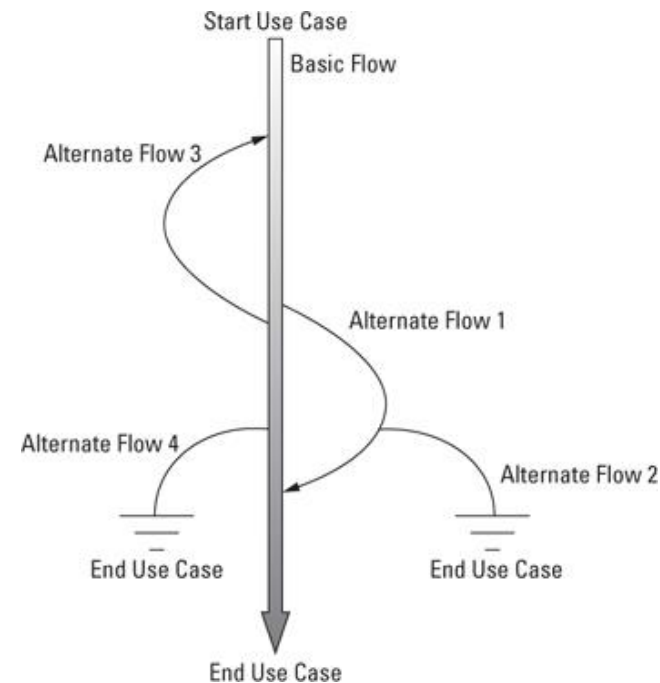 Start Use Case
Basic Flow
Alternate Flow 3
Alternate Flow 1
Alternate Flow 4
Alternate Flow 2
End Use Case
End Use Case
End Use Case